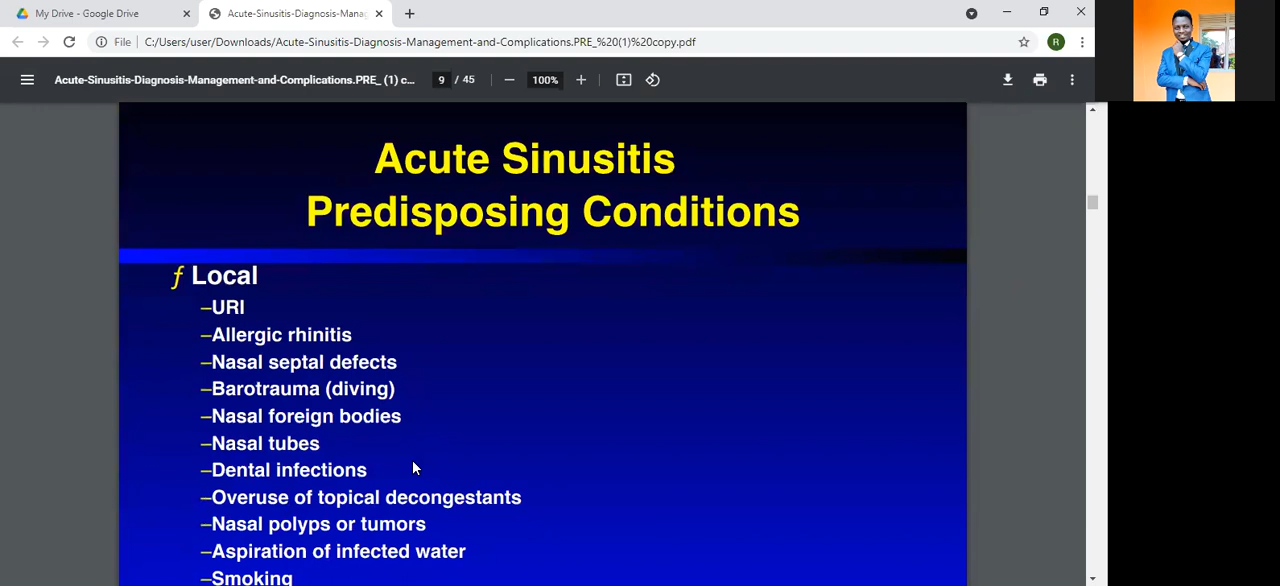 My Drive - Google Drive
Acute-Sinusitis-Diagnosis-Mana
File
C:/Users/user/Downloads/Acute-Sinusitis-Diagnosis-Management-and-Complications.PRE_%20(1)%20copy.pdf
R
Acute-Sinusitis-Diagnosis-Management-and-Complications.PRE_ (1) c...
9 / 45
100%
Acute Sinusitis
Predisposing Conditions
ƒ Local
–URI
–Allergic rhinitis
–Nasal septal defects
–Barotrauma (diving)
–Nasal foreign bodies
–Nasal tubes
–Dental infections
–Overuse of topical decongestants
–Nasal polyps or tumors
–Aspiration of infected water
–Smoking